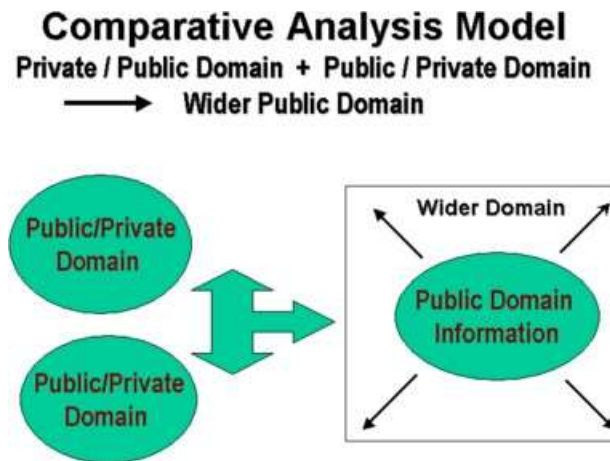 Comparative Analysis Model
Private / Public Domain + Public / Private Domain
Wider Public Domain
Public/Private
Domain
Public/Private
Domain
Wider Domain
Public Domain
Information